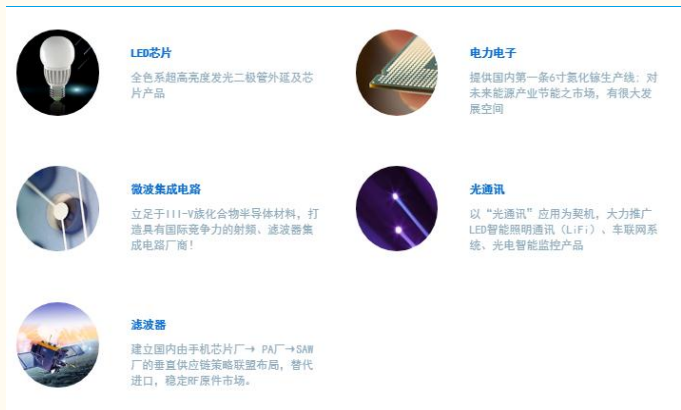 LED芯片
全色系超高亮度发光二极管外延及芯
片产品
电力电子
提供国内第一条6寸氮化镓生产线；对
未来能源产业节能之市场，有很大发
展空间
微波集成电路
立足于III-V族化合物半导体材料，打
造具有国际竞争力的射频、滤波器集
成电路厂商！
光通讯
以“光通讯”应用为契机，大力推广
LED智能照明通讯（LiFi）、车联网系
统、光电智能监控产品
滤波器
建立国内由手机芯片厂→ PA厂→SAW
厂的垂直供应链策略联盟布局，替代
进口，稳定RF原件市场。